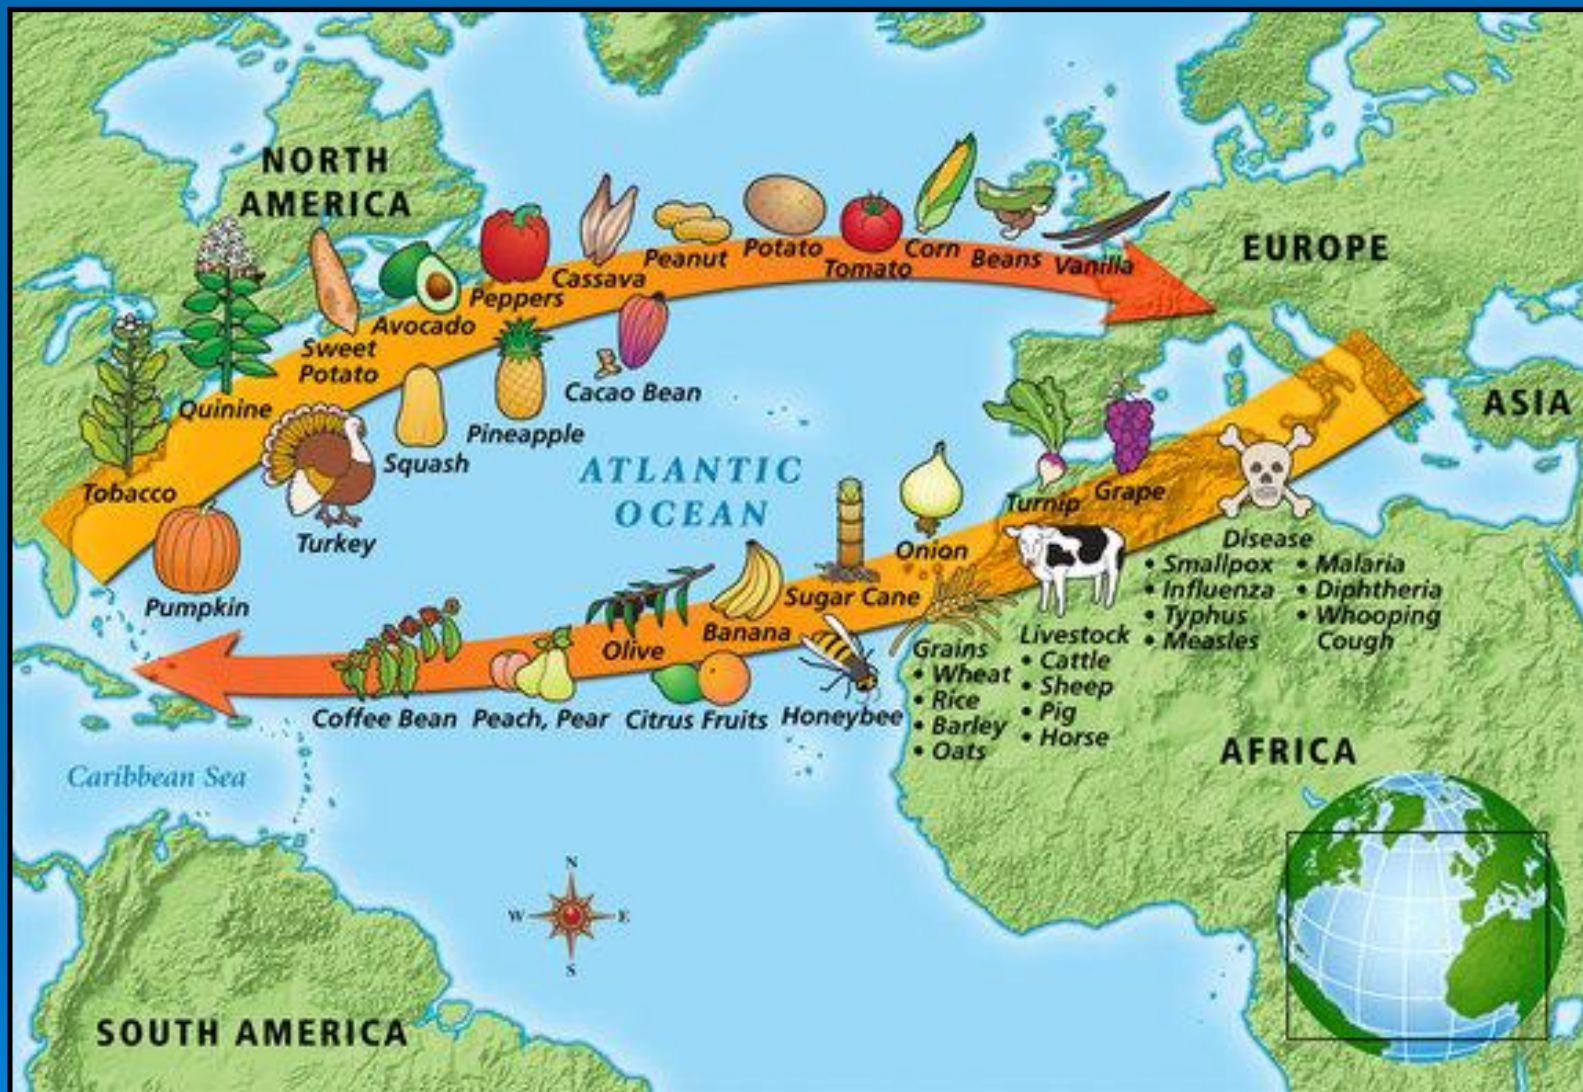 NORTH
AMERICA
EUROPE
ASIA
Tobacco
Quinine
Sweet
Potato
Avocado
Peppers
Cassava
Peanut
Potato
Tomato
Corn
Beans
Vanilla
Pumpkin
Turkey
Squash
Pineapple
Cacao Bean
ATLANTIC
OCEAN
Coffee Bean
Peach, Pear
Olive
Citrus Fruits
Banana
Sugar Cane
Honeybee
Onion
Turnip
Grape
Grains
• Wheat
• Rice
• Barley
• Oats
Livestock
• Cattle
• Sheep
• Pig
• Horse
Disease
• Smallpox
• Influenza
• Typhus
• Measles
• Malaria
• Diphtheria
• Whooping
Cough
AFRICA
Caribbean Sea
SOUTH AMERICA
N
W
E
S